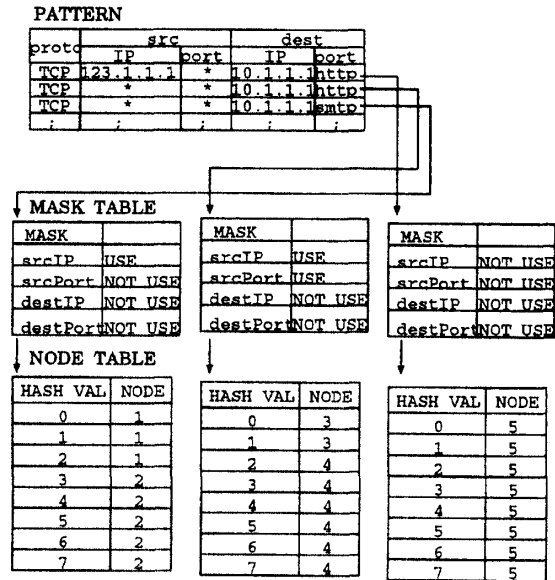 PATTERN
proto src dest
IP port IP port
TCP 123.1.1.1 * 10.1.1.1 http
TCP * * 10.1.1.1 http
TCP * * 10.1.1.1 smtp
: : : : :
MASK TABLE
MASK
srcIP USE
srcPort NOT USE
destIP NOT USE
destPort NOT USE
MASK
srcIP USE
srcPort USE
destIP NOT USE
destPort NOT USE
MASK
srcIP NOT USE
srcPort NOT USE
destIP NOT USE
destPort NOT USE
NODE TABLE
HASH VAL NODE
0 1
1 1
2 1
3 2
4 2
5 2
6 2
7 2
HASH VAL NODE
0 3
1 3
2 4
3 4
4 4
5 4
6 4
7 4
HASH VAL NODE
0 5
1 5
2 5
3 5
4 5
5 5
6 5
7 5